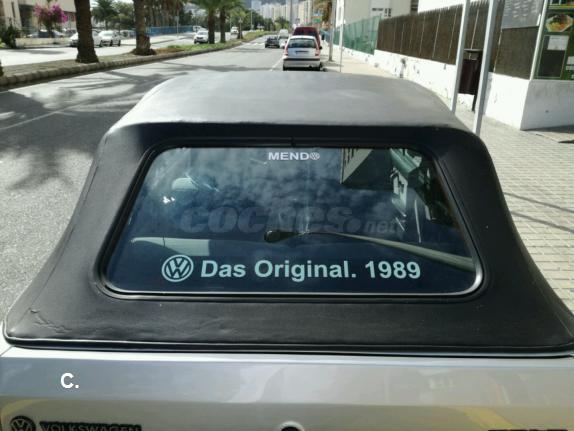 MENDO
coches.net
Das Original. 1989
C.
VOLKSWAGEN